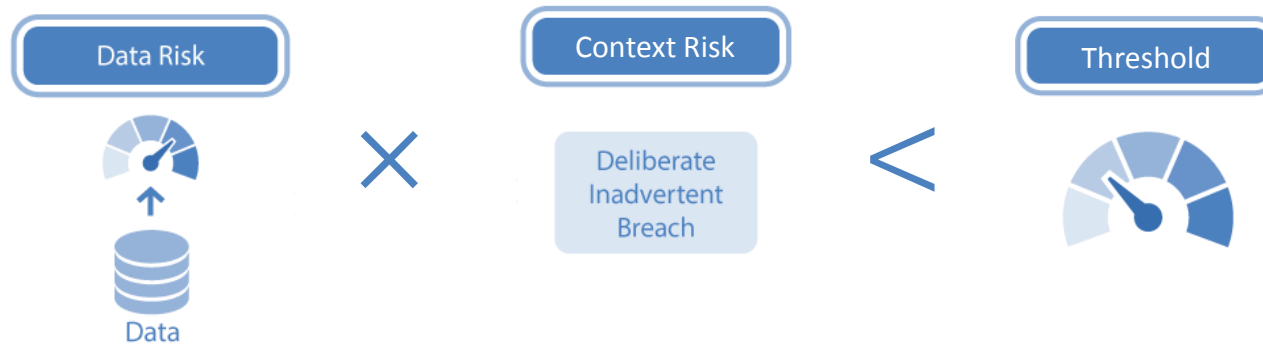 Data Risk
Context Risk
Threshold
×
<
Deliberate
Inadvertent
Breach
Data